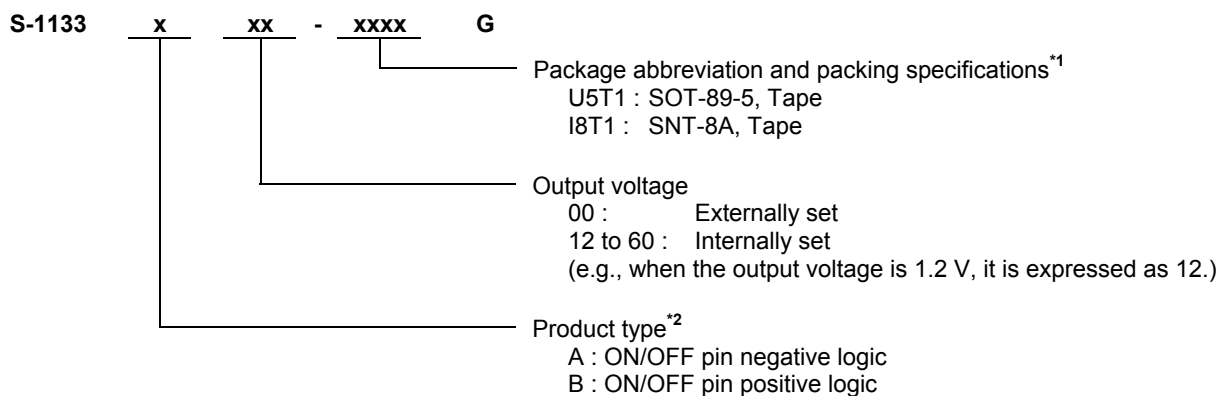 S-1133 x xx - xxxx G
Package abbreviation and packing specifications*1
U5T1 : SOT-89-5, Tape
I8T1 : SNT-8A, Tape
Output voltage
00 : Externally set
12 to 60 : Internally set
(e.g., when the output voltage is 1.2 V, it is expressed as 12.)
Product type*2
A : ON/OFF pin negative logic
B : ON/OFF pin positive logic